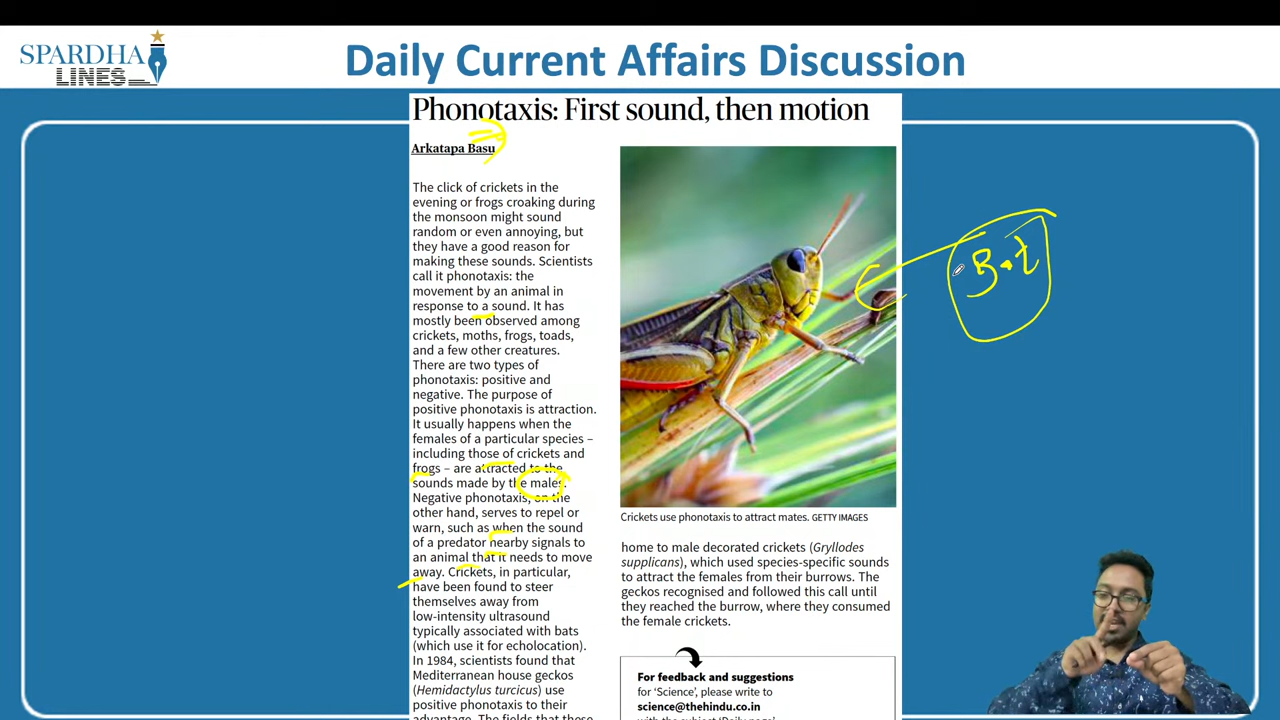 SPARDHA
LINES
Daily Current Affairs Discussion
Phonotaxis: First sound, then motion
Arkatapa Basu
The click of crickets in the
evening or frogs croaking during
the monsoon might sound
random or even annoying, but
they have a good reason for
making these sounds. Scientists
call it phonotaxis: the
movement by an animal in
response to a sound. It has
mostly been observed among
crickets, moths, frogs, toads,
and a few other creatures.
There are two types of
phonotaxis: positive and
negative. The purpose of
positive phonotaxis is attraction.
It usually happens when the
females of a particular species –
including those of crickets and
frogs – are attracted to the
sounds made by the males.
Negative phonotaxis, on the
other hand, serves to repel or
warn, such as when the sound
of a predator nearby signals to
an animal that it needs to move
away. Crickets, in particular,
have been found to steer
themselves away from
low-intensity ultrasound
typically associated with bats
(which use it for echolocation).
In 1984, scientists found that
Mediterranean house geckos
(Hemidactylus turcicus) use
positive phonotaxis to their
advantage. The fields that these
Bat
Crickets use phonotaxis to attract mates. GETTY IMAGES
home to male decorated crickets (Gryllodes
supplicans), which used species-specific sounds
to attract the females from their burrows. The
geckos recognised and followed this call until
they reached the burrow, where they consumed
the female crickets.
For feedback and suggestions
for 'Science', please write to
science@thehindu.co.in
with the subject 'Daily page'